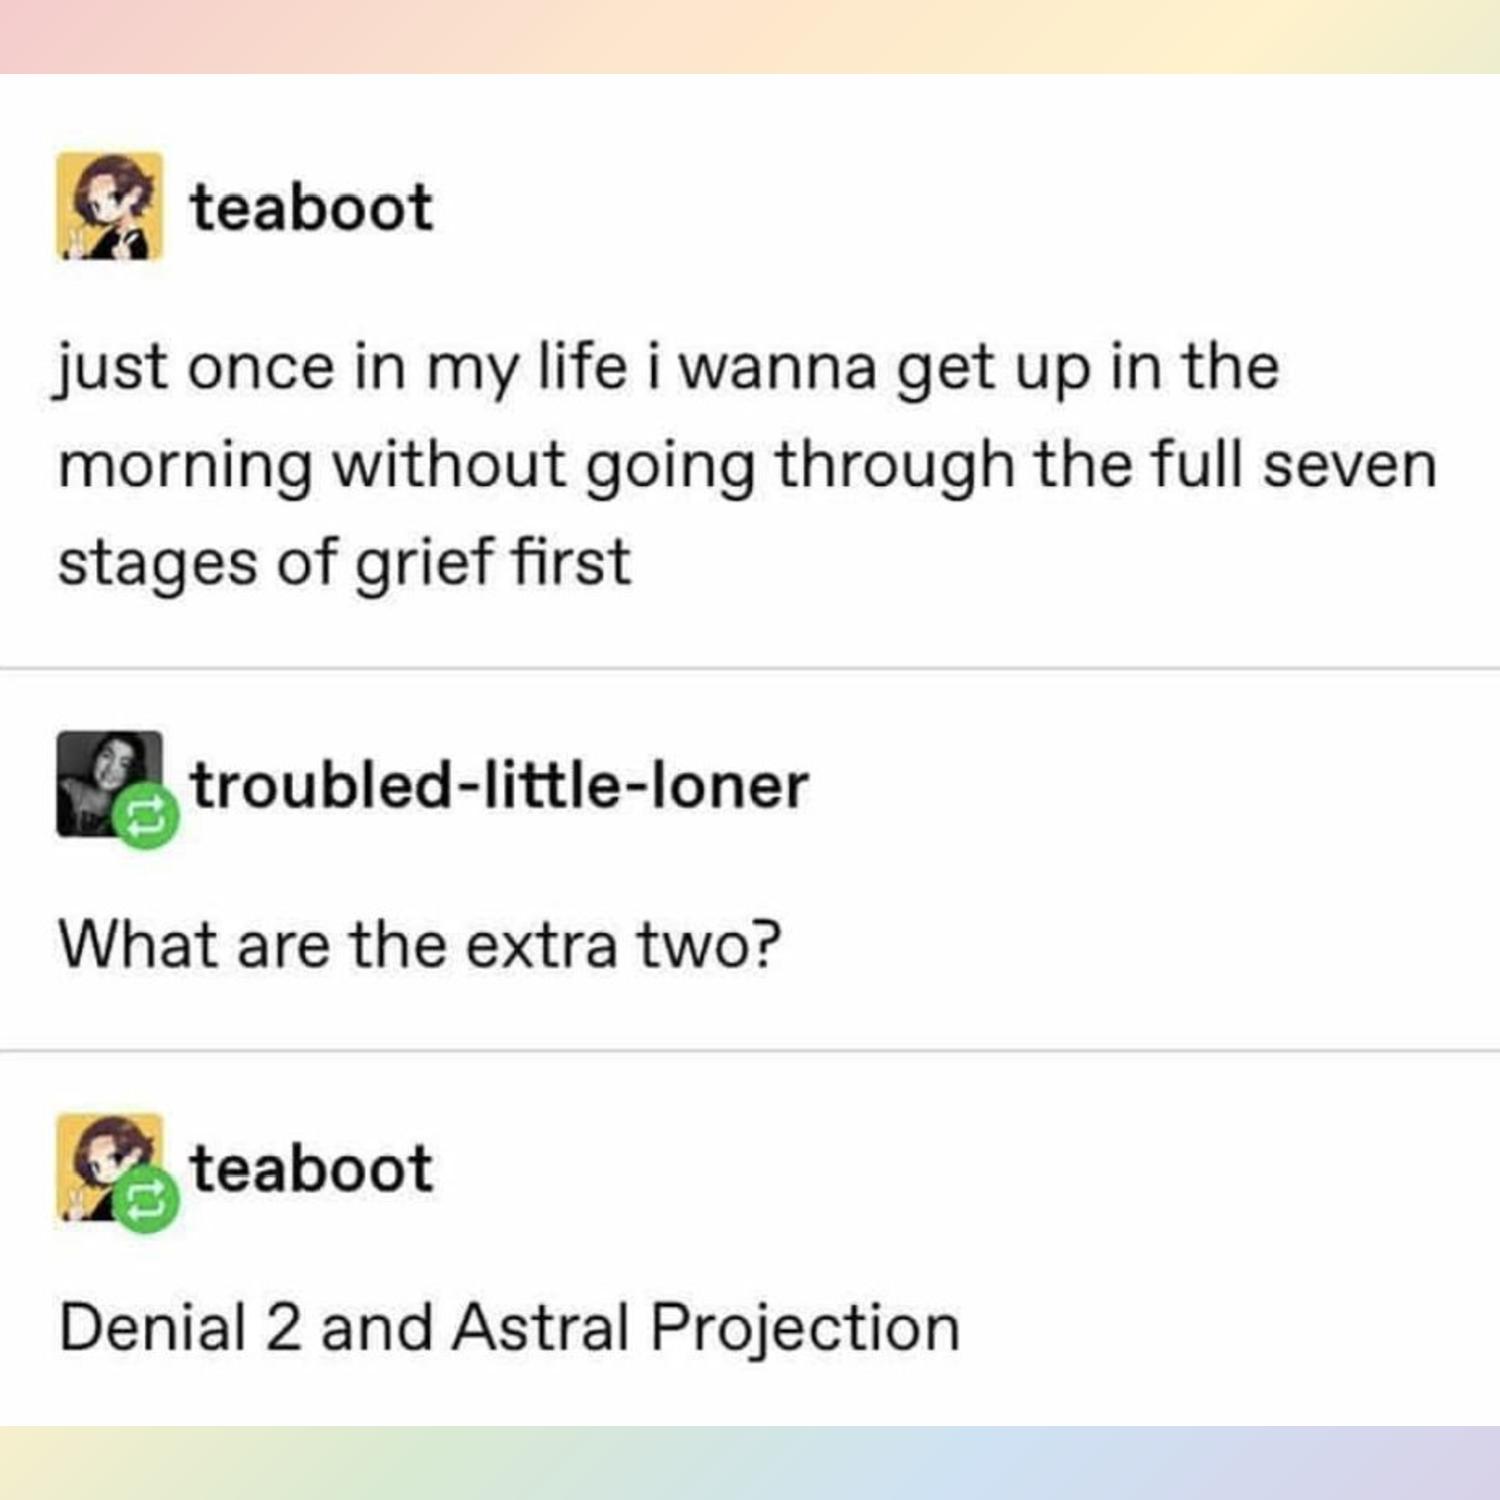 teaboot
just once in my life i wanna get up in the
morning without going through the full seven
stages of grief first
troubled-little-loner
What are the extra two?
teaboot
Denial 2 and Astral Projection